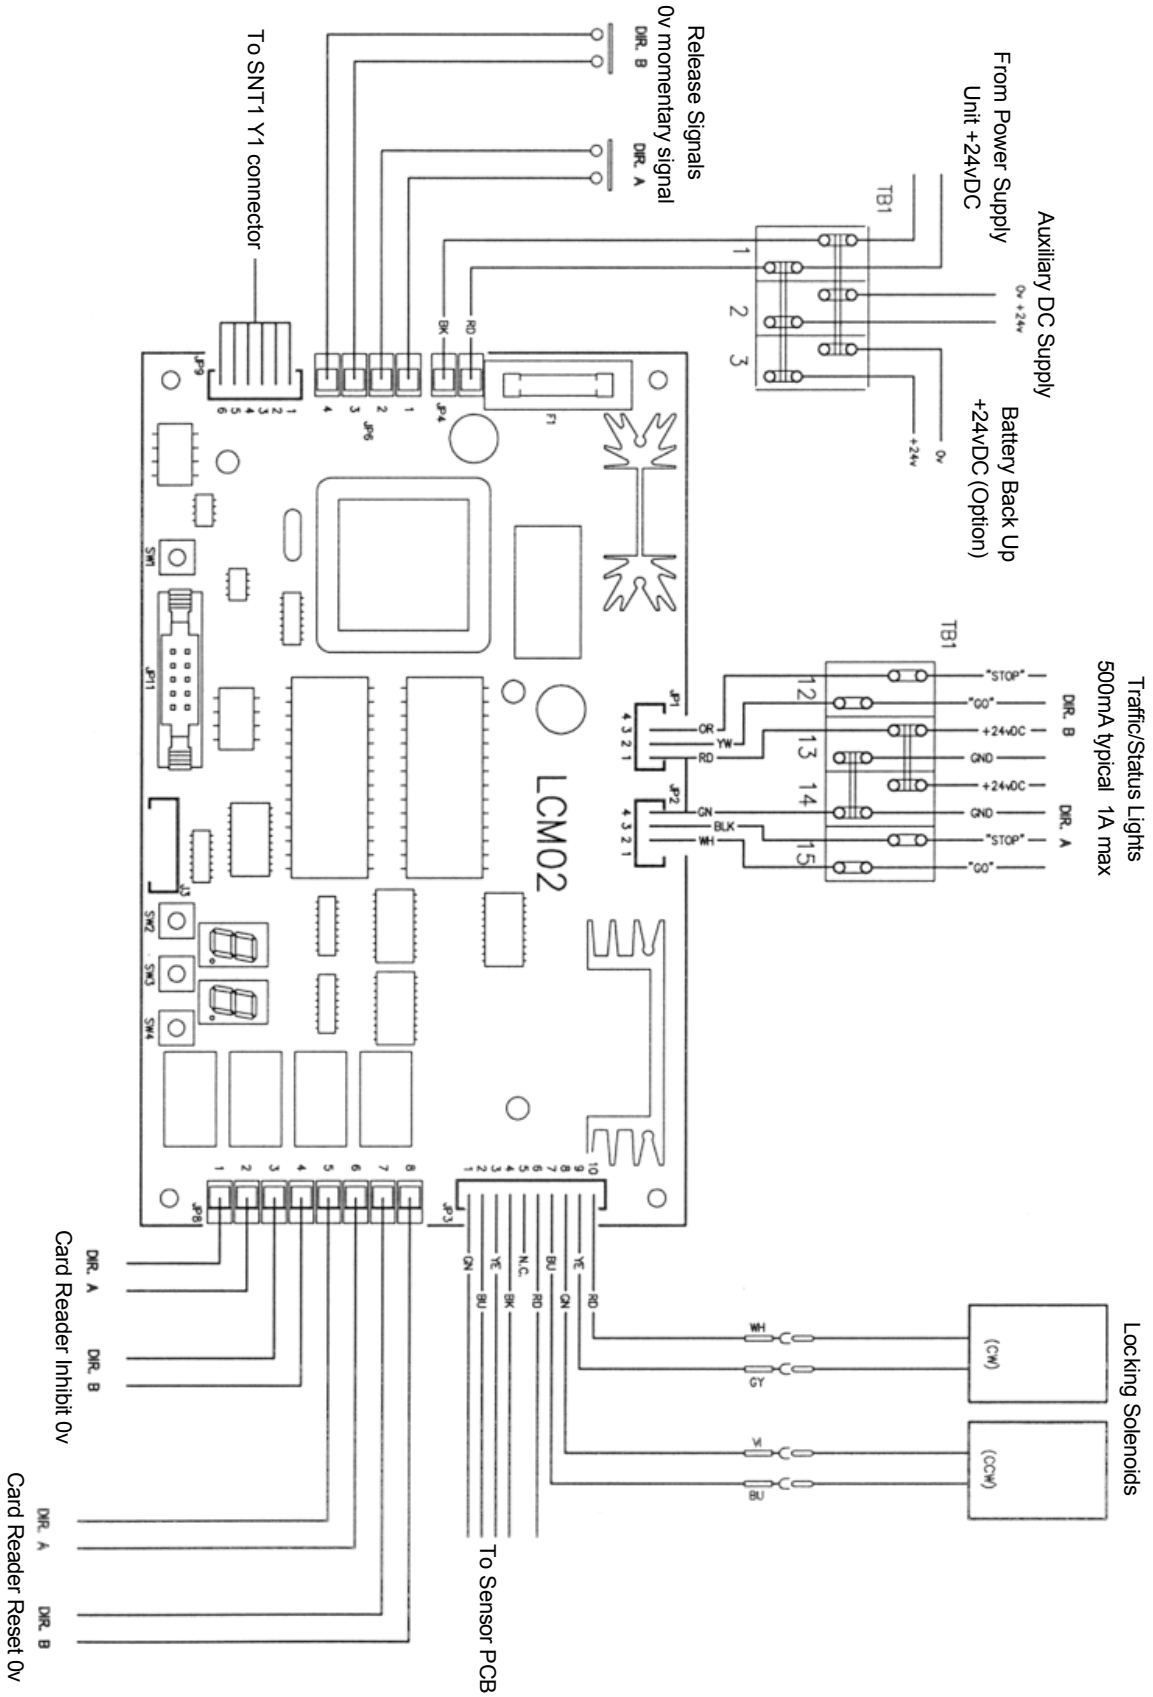 From Power Supply
Unit +24vDC
Auxiliary DC Supply
0v +24v
Battery Back Up
+24vDC (Option)
0v
+24v
TB1
1
2
3
Release Signals
0v momentary signal
DIR. B
DIR. A
To SNT1 Y1 connector
BK
RD
Traffic/Status Lights
500mA typical 1A max
DIR. B
DIR. A
"STOP"
"GO"
+24vDC
GND
+24vDC
GND
"STOP"
"GO"
TB1
12
13
14
15
OR
YW
RD
GN
BLK
WH
JP1
4 3 2 1
JP2
4 3 2 1
JP9
6 5 4 3 2 1
4
3
2
1
JP6
JP4
F1
LCM02
SW1
JP11
J3
SW2
SW3
SW4
1
2
3
4
5
6
7
8
JP8
1
2
3
4
5
6
7
8
9
10
JP3
GN
BU
YE
BK
N.C.
RD
BU
GN
YE
RD
Locking Solenoids
(CW)
(CCW)
WH
GY
VI
BU
To Sensor PCB
DIR. A
DIR. B
Card Reader Inhibit 0v
DIR. A
DIR. B
Card Reader Reset 0v